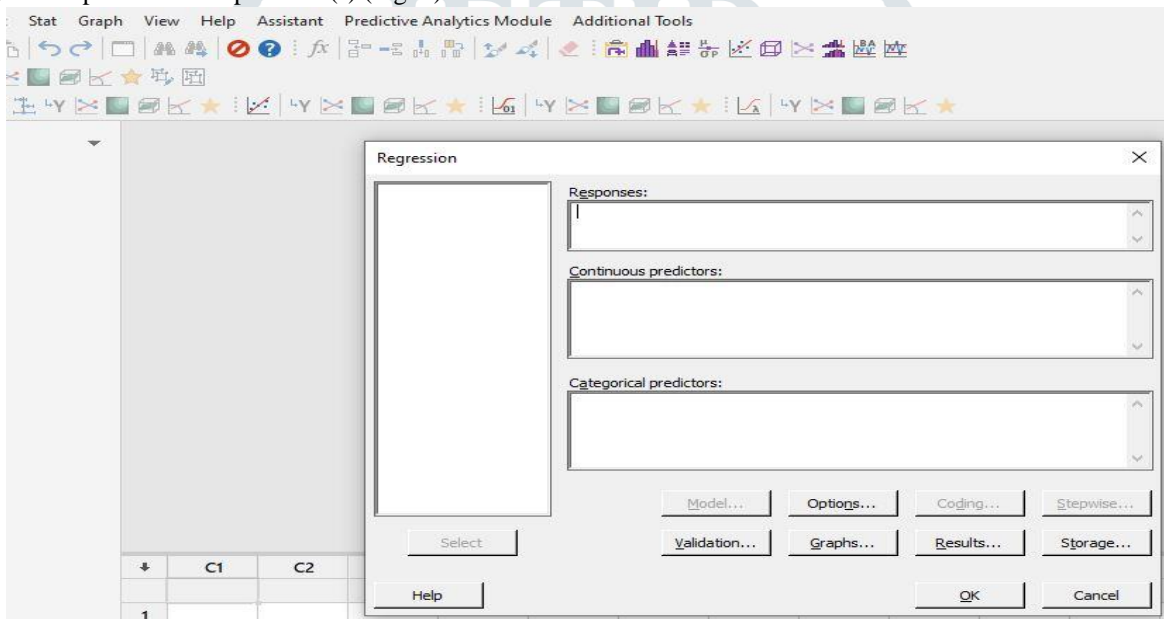 Stat Graph View Help Assistant Predictive Analytics Module Additional Tools
Regression
Responses:
Continuous predictors:
Categorical predictors:
Model... Options... Coding... Stepwise...
Select Validation... Graphs... Results... Storage...
C1 C2
Help OK Cancel
1